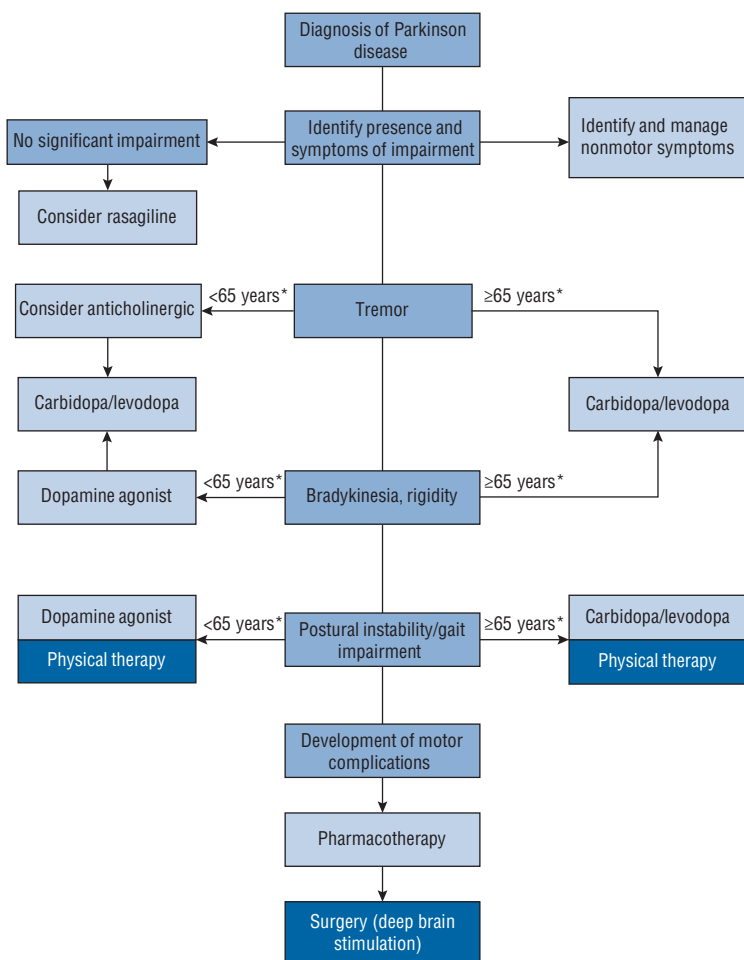 Diagnosis of Parkinson
disease
No significant impairment
Identify presence and
symptoms of impairment
Identify and manage
nonmotor symptoms
Consider rasagiline
Consider anticholinergic
<65 years*
Tremor
≥65 years*
Carbidopa/levodopa
Carbidopa/levodopa
Dopamine agonist
<65 years*
Bradykinesia, rigidity
≥65 years*
Dopamine agonist
Physical therapy
<65 years*
Postural instability/gait
impairment
≥65 years*
Carbidopa/levodopa
Physical therapy
Development of motor
complications
Pharmacotherapy
Surgery (deep brain
stimulation)